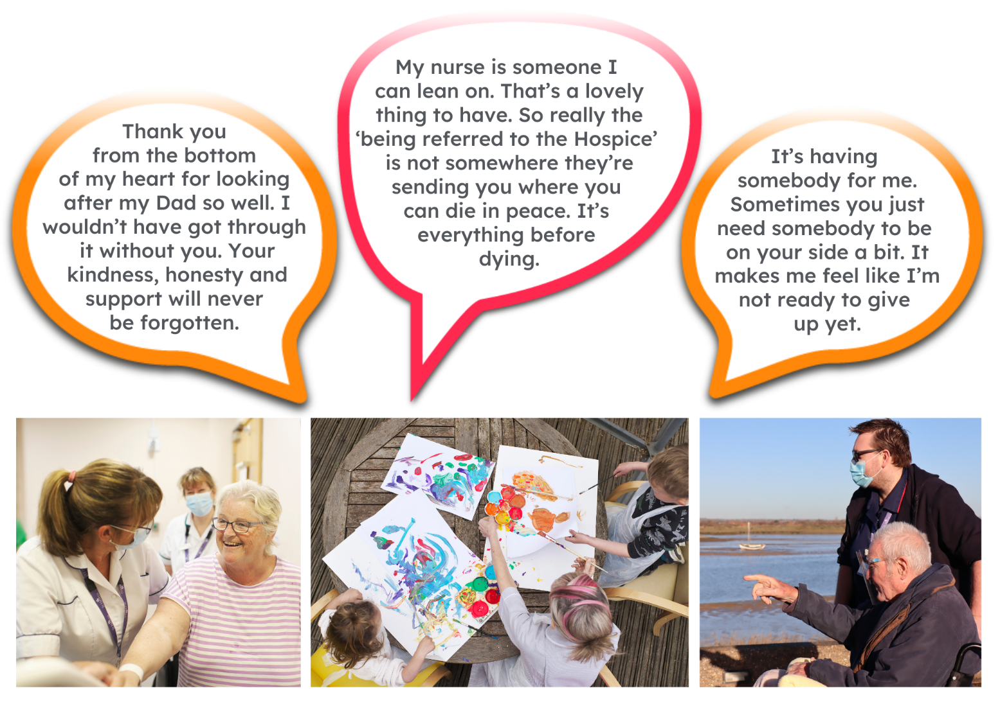 Thank you
from the bottom
of my heart for looking
after my Dad so well. I
wouldn't have got through
it without you. Your
kindness, honesty and
support will never
be forgotten.
My nurse is someone I
can lean on. That's a lovely
thing to have. So really the
‘being referred to the Hospice’
is not somewhere they're
sending you where you
can die in peace. It's
everything before
dying.
It's having
somebody for me.
Sometimes you just
need somebody to be
on your side a bit. It
makes me feel like I'm
not ready to give
up yet.